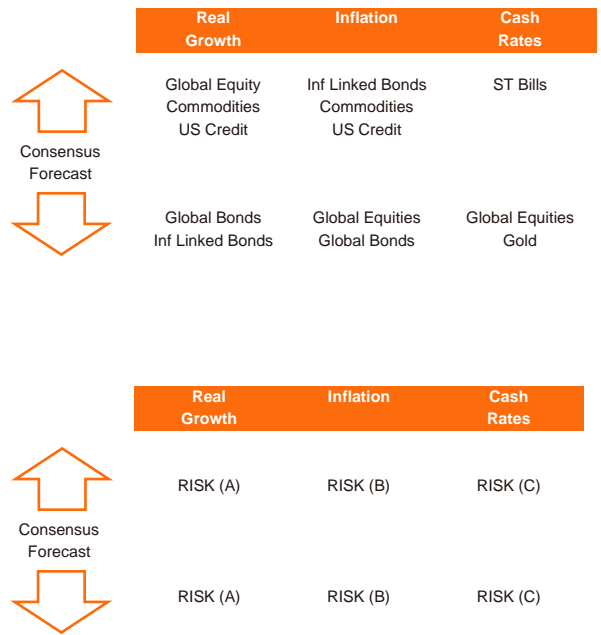 Real Growth
Inflation
Cash Rates
Global Equity
Commodities
US Credit
Inf Linked Bonds
Commodities
US Credit
ST Bills
Consensus
Forecast
Global Bonds
Inf Linked Bonds
Global Equities
Global Bonds
Global Equities
Gold
Real Growth
Inflation
Cash Rates
RISK (A)
RISK (B)
RISK (C)
Consensus
Forecast
RISK (A)
RISK (B)
RISK (C)